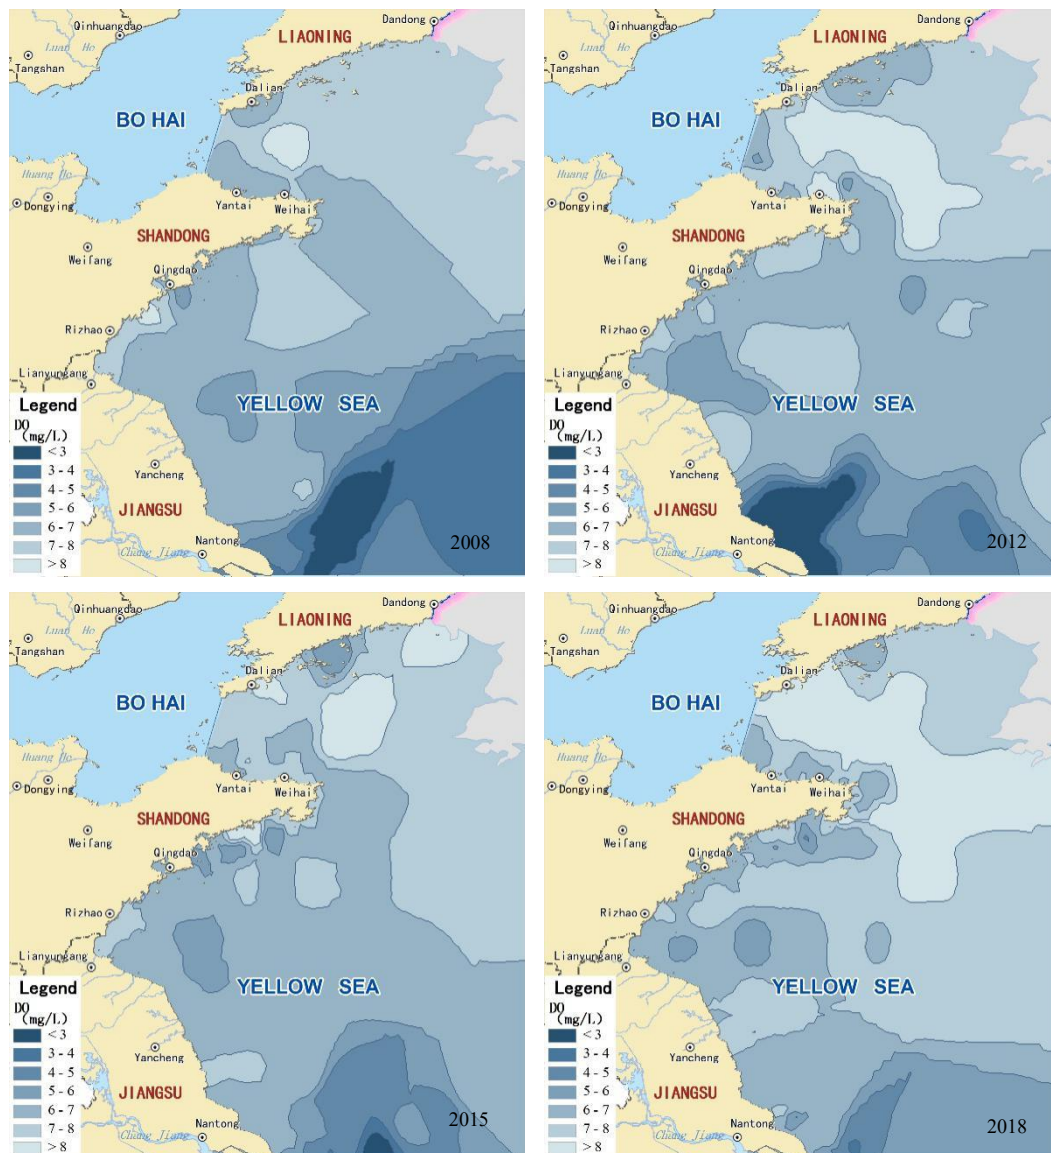 Qinhuangdao
Luan Ho
Tangshan
LIAONING
Dandong
Dalian
BO HAI
Huang Ho
Dongying
Yantai
Weihai
SHANDONG
Weifang
Qingdao
Rizhao
Lianyungang
YELLOW SEA
Legend
DO
(mg/L)
< 3
3 - 4
4 - 5
5 - 6
6 - 7
7 - 8
> 8
Yancheng
JIANGSU
Chang Jiang
Nantong
2008
Qinhuangdao
Luan Ho
Tangshan
LIAONING
Dandong
Dalian
BO HAI
Huang Ho
Dongying
Yantai
Weihai
SHANDONG
Weifang
Qingdao
Rizhao
Lianyungang
YELLOW SEA
Legend
DO
(mg/L)
< 3
3 - 4
4 - 5
5 - 6
6 - 7
7 - 8
> 8
Yancheng
JIANGSU
Chang Jiang
Nantong
2012
Qinhuangdao
Luan Ho
Tangshan
LIAONING
Dandong
Dalian
BO HAI
Huang Ho
Dongying
Yantai
Weihai
SHANDONG
Weifang
Qingdao
Rizhao
Lianyungang
YELLOW SEA
Legend
DO
(mg/L)
< 3
3 - 4
4 - 5
5 - 6
6 - 7
7 - 8
> 8
Yancheng
JIANGSU
Chang Jiang
Nantong
2015
Qinhuangdao
Luan Ho
Tangshan
LIAONING
Dandong
Dalian
BO HAI
Huang Ho
Dongying
Yantai
Weihai
SHANDONG
Weifang
Qingdao
Rizhao
Lianyungang
YELLOW SEA
Legend
DO
(mg/L)
< 3
3 - 4
4 - 5
5 - 6
6 - 7
7 - 8
> 8
Yancheng
JIANGSU
Chang Jiang
Nantong
2018